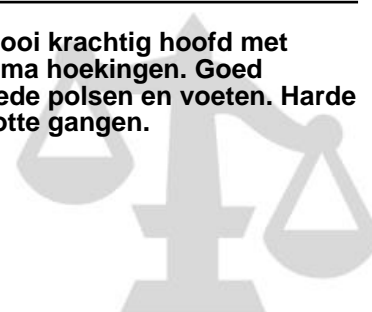 ooi krachtig hoofd met
ma hoekingen. Goed
ede polsen en voeten. Harde
otte gangen.